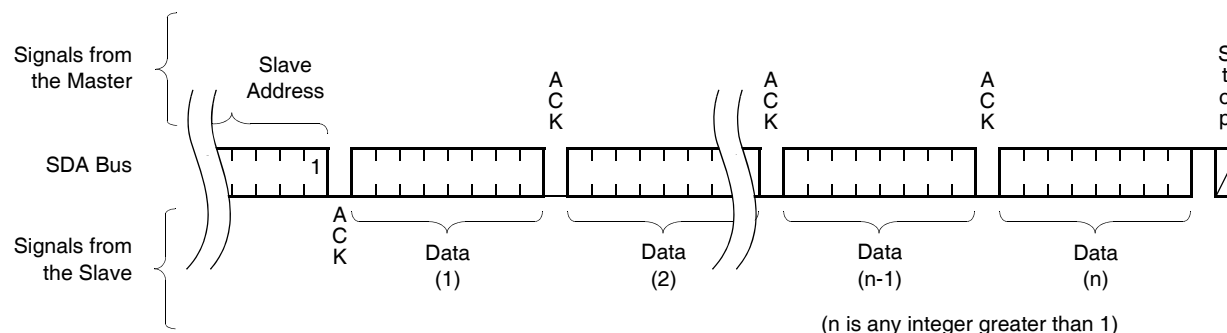 Signals from
the Master
Slave
Address
A
C
K
A
C
K
A
C
K
SDA Bus
1
Signals from
the Slave
A
C
K
Data
(1)
Data
(2)
Data
(n-1)
Data
(n)
(n is any integer greater than 1)